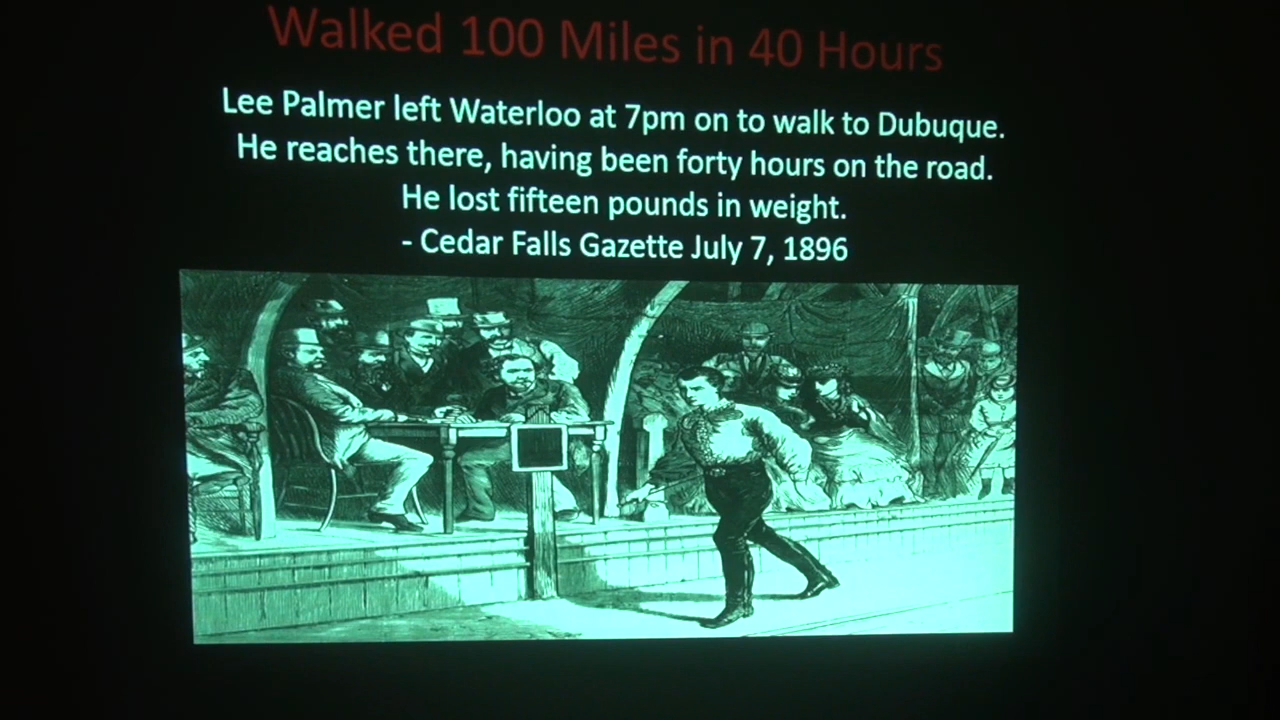 Walked 100 Miles in 40 Hours
Lee Palmer left Waterloo at 7pm on to walk to Dubuque.
He reaches there, having been forty hours on the road.
He lost fifteen pounds in weight.
- Cedar Falls Gazette July 7, 1896